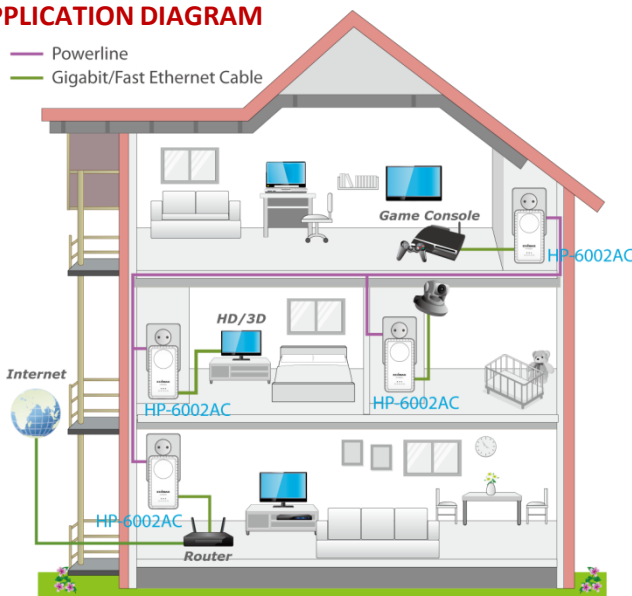 PPLICATION DIAGRAM
Powerline
Gigabit/Fast Ethernet Cable
Game Console
HP-6002AC
HD/3D
HP-6002AC
HP-6002AC
Internet
HP-6002AC
Router